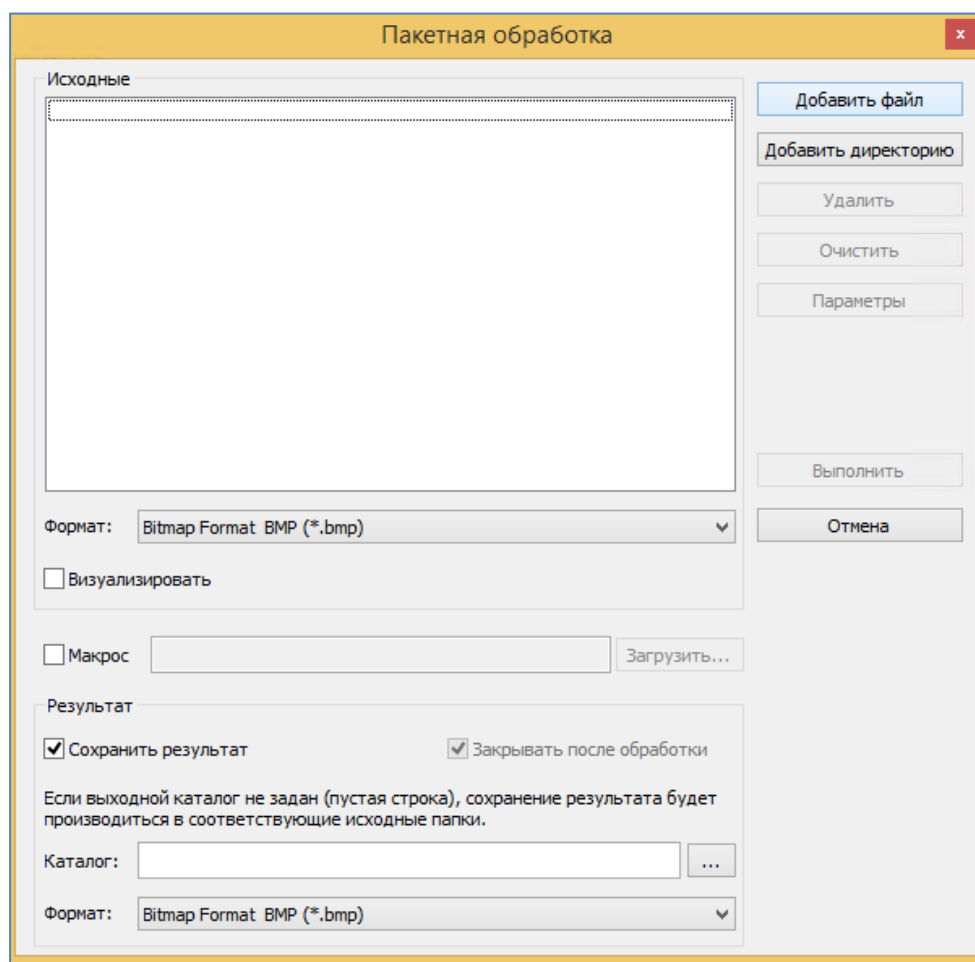 Пакетная обработка
x
Исходные
Добавить файл
Добавить директорию
Удалить
Очистить
Параметры
Выполнить
Формат: Bitmap Format BMP (*.bmp)
Отмена
Визуализировать
Макрос
Загрузить...
Результат
Сохранить результат
Закрывать после обработки
Если выходной каталог не задан (пустая строка), сохранение результата будет
производиться в соответствующие исходные папки.
Каталог:
...
Формат: Bitmap Format BMP (*.bmp)